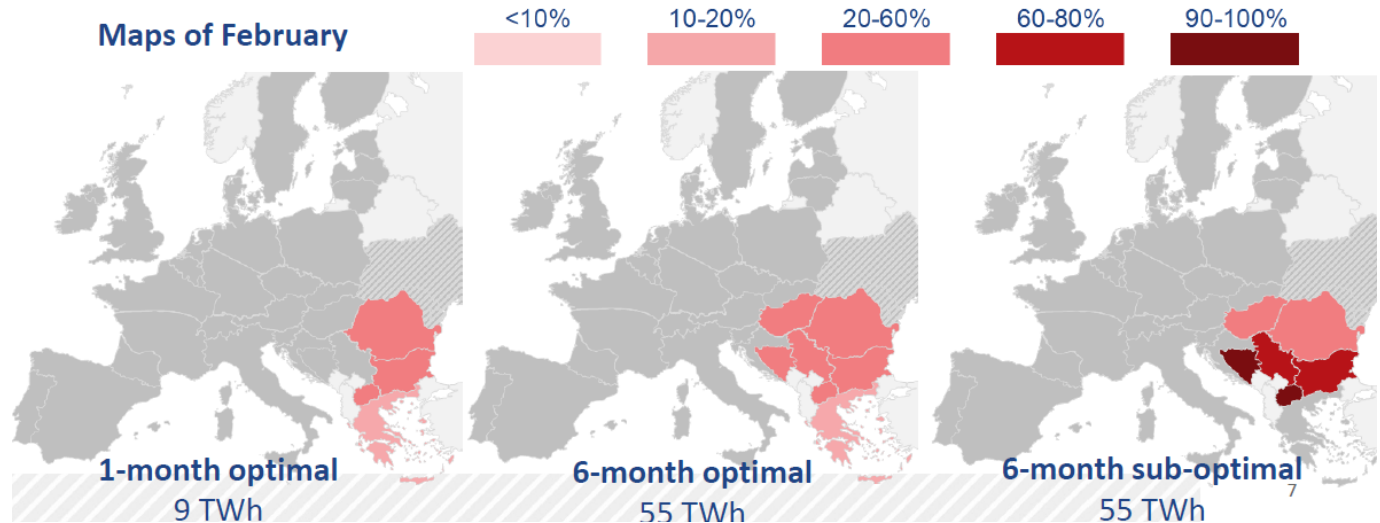 Maps of February
<10% 10-20% 20-60% 60-80% 90-100%
1-month optimal 6-month optimal 6-month sub-optimal
9 TWh 55 TWh 55 TWh
7